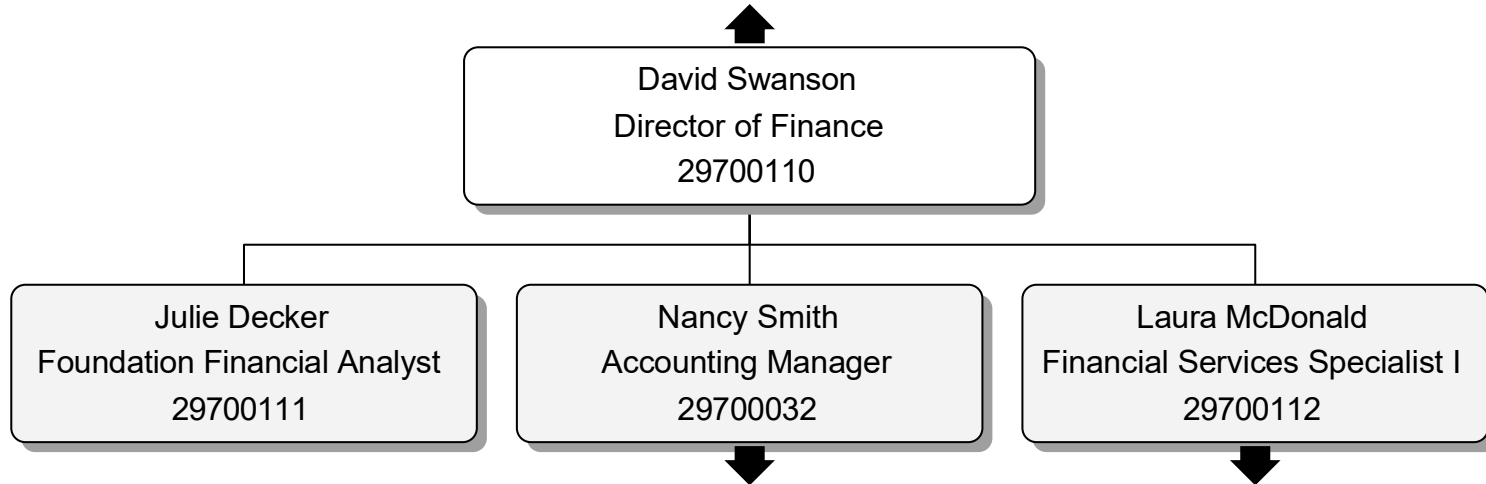 David Swanson
Director of Finance
29700110
Julie Decker
Foundation Financial Analyst
29700111
Nancy Smith
Accounting Manager
29700032
Laura McDonald
Financial Services Specialist I
29700112